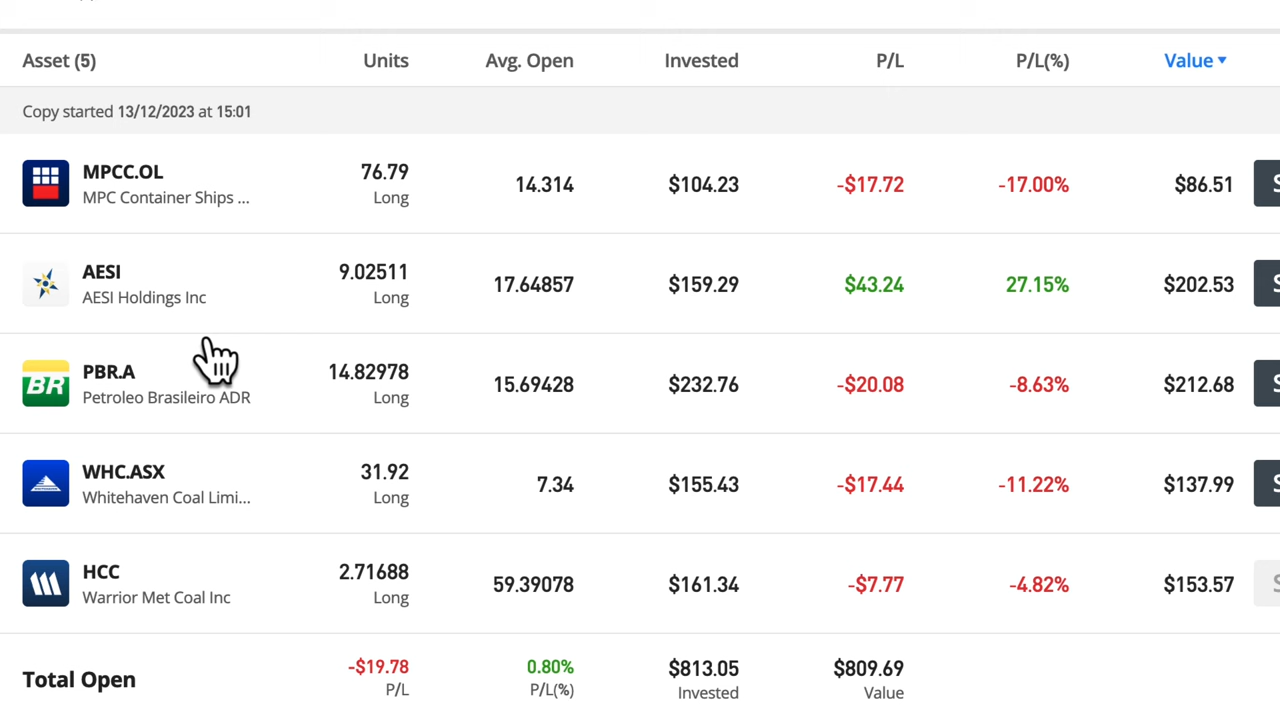 Asset (5) Units Avg. Open Invested P/L P/L(%) Value
Copy started 13/12/2023 at 15:01
MPCC.OL 76.79 14.314 $104.23 -$17.72 -17.00% $86.51
MPC Container Ships ... Long
AESI 9.02511 17.64857 $159.29 $43.24 27.15% $202.53
AESI Holdings Inc Long
PBR.A 14.82978 15.69428 $232.76 -$20.08 -8.63% $212.68
BR
Petroleo Brasileiro ADR Long
WHC.ASX 31.92 7.34 $155.43 -$17.44 -11.22% $137.99
Whitehaven Coal Limi... Long
HCC 2.71688 59.39078 $161.34 -$7.77 -4.82% $153.57
Warrior Met Coal Inc Long
Total Open -$19.78 0.80% $813.05 $809.69
P/L P/L(%) Invested Value